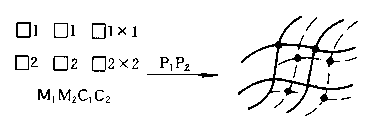 □1 □1 □1×1
□2 □2 □2×2
P₁P₂
M₁M₂C₁C₂